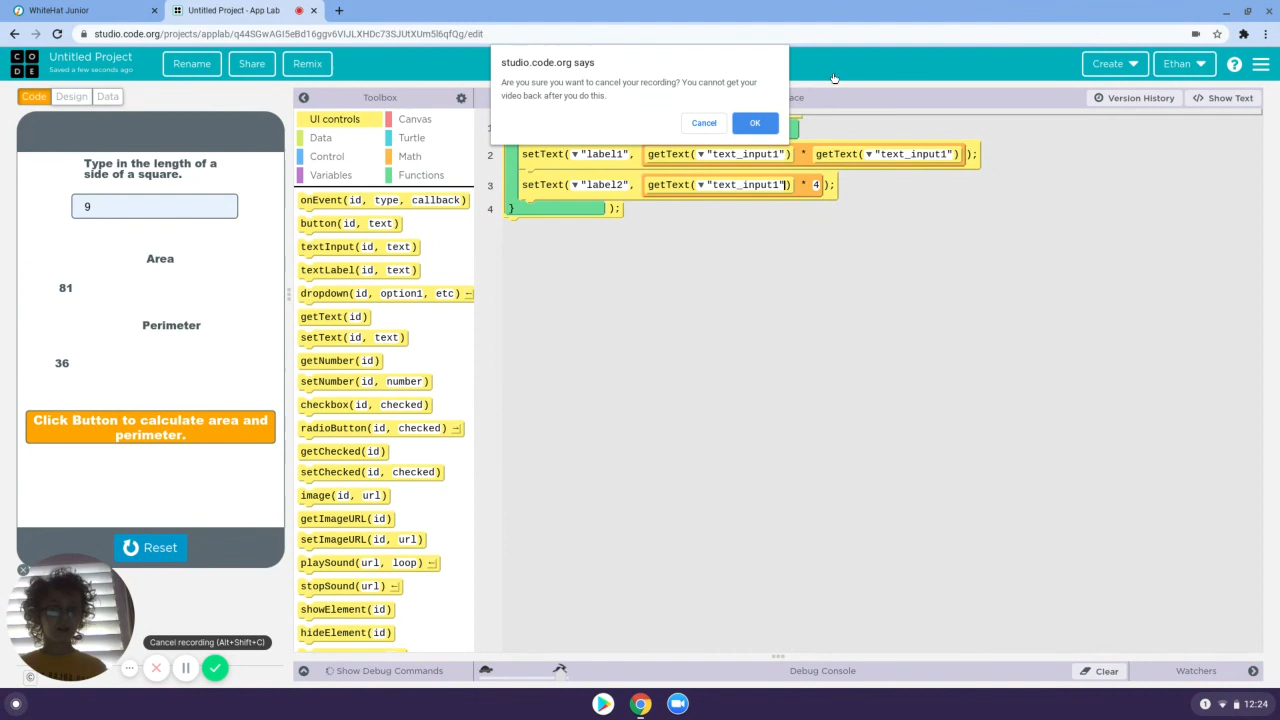 WhiteHat Junior
Untitled Project - App Lab
studio.code.org/projects/applab/q44SGwAGI5eBd16ggv6VIJLXHDc73SJUtXUm5l6qfQg/edit
CO
DE
Untitled Project
Saved a few seconds ago
Rename
Share
Remix
Create
Ethan
studio.code.org says
Are you sure you want to cancel your recording? You cannot get your
video back after you do this.
Cancel
OK
Code
Design
Data
Toolbox
Version History
Show Text
Type in the length of a
side of a square.
9
Area
81
Perimeter
36
Click Button to calculate area and
perimeter.
Reset
Cancel recording (Alt+Shift+C)
UI controls
Canvas
Data
Turtle
Control
Math
Variables
Functions
onEvent(id, type, callback)
button(id, text)
textInput(id, text)
textLabel(id, text)
dropdown(id, option1, etc)
getText(id)
setText(id, text)
getNumber(id)
setNumber(id, number)
checkbox(id, checked)
radioButton(id, checked)
getChecked(id)
setChecked(id, checked)
image(id, url)
getImageURL(id)
setImageURL(id, url)
playSound(url, loop)
stopSound(url)
showElement(id)
hideElement(id)
2 setText(▼"label1", getText(▼"text_input1") * getText(▼"text_input1"));
3 setText(▼"label2", getText(▼"text_input1") * 4);
4 } );
Show Debug Commands
Debug Console
Clear
Watchers
1
12:24